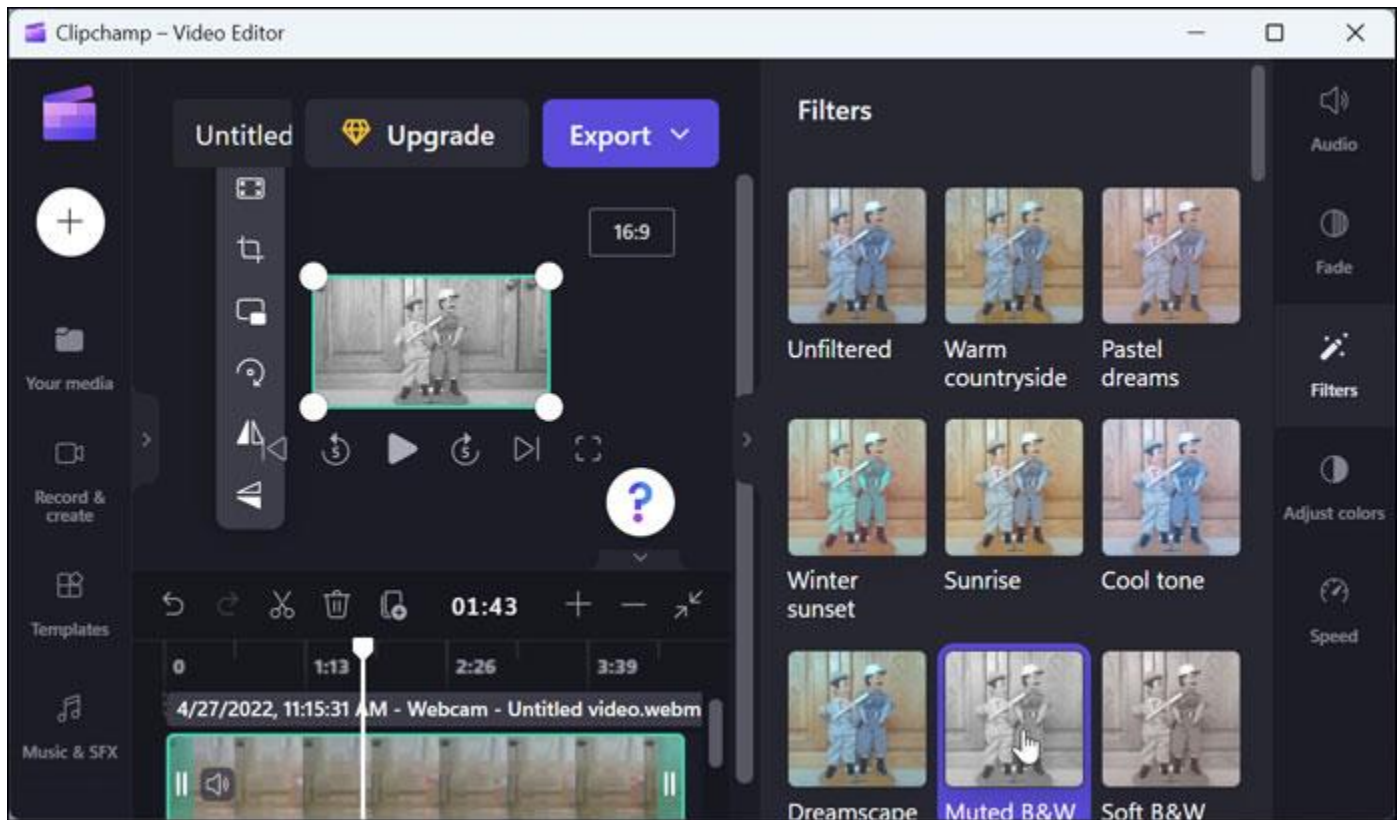 Clipchamp – Video Editor
Untitled
Upgrade
Export
16:9
Your media
Record &
create
Templates
Music & SFX
5
5
?
01:43
0
1:13
2:26
3:39
4/27/2022, 11:15:31 AM - Webcam - Untitled video.webm
Filters
Unfiltered
Warm
countryside
Pastel
dreams
Winter
sunset
Sunrise
Cool tone
Dreamscape
Muted B&W
Soft B&W
Audio
Fade
Filters
Adjust colors
Speed